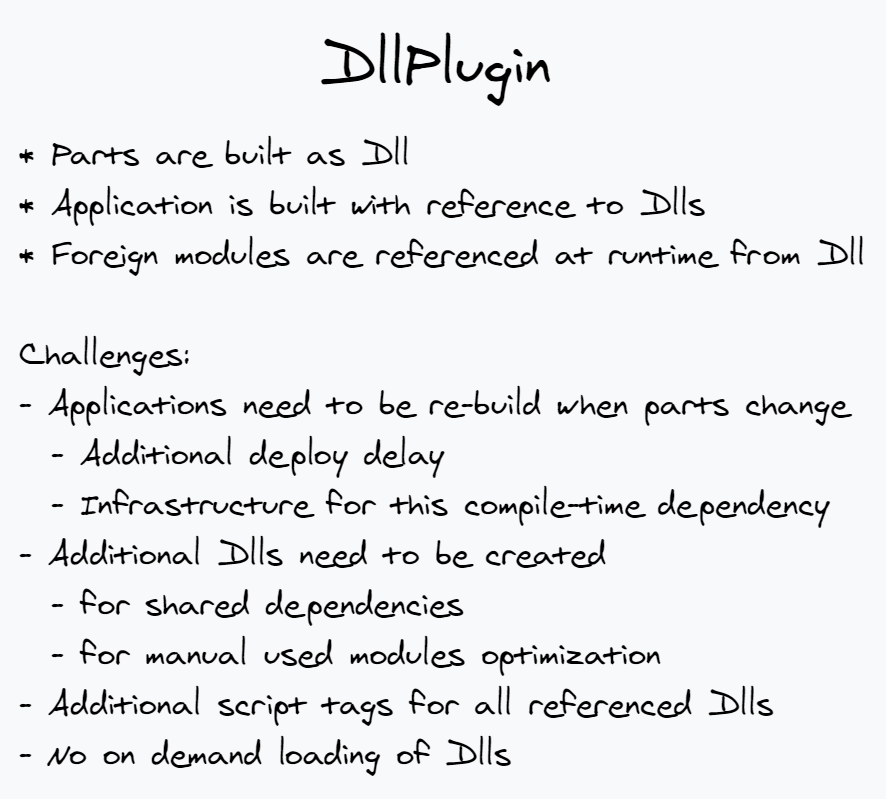 DllPlugin
* Parts are built as Dll
* Application is built with reference to Dlls
* Foreign modules are referenced at runtime from Dll
Challenges:
- Applications need to be re-build when parts change
- Additional deploy delay
- Infrastructure for this compile-time dependency
- Additional Dlls need to be created
- for shared dependencies
- for manual used modules optimization
- Additional script tags for all referenced Dlls
- No on demand loading of Dlls